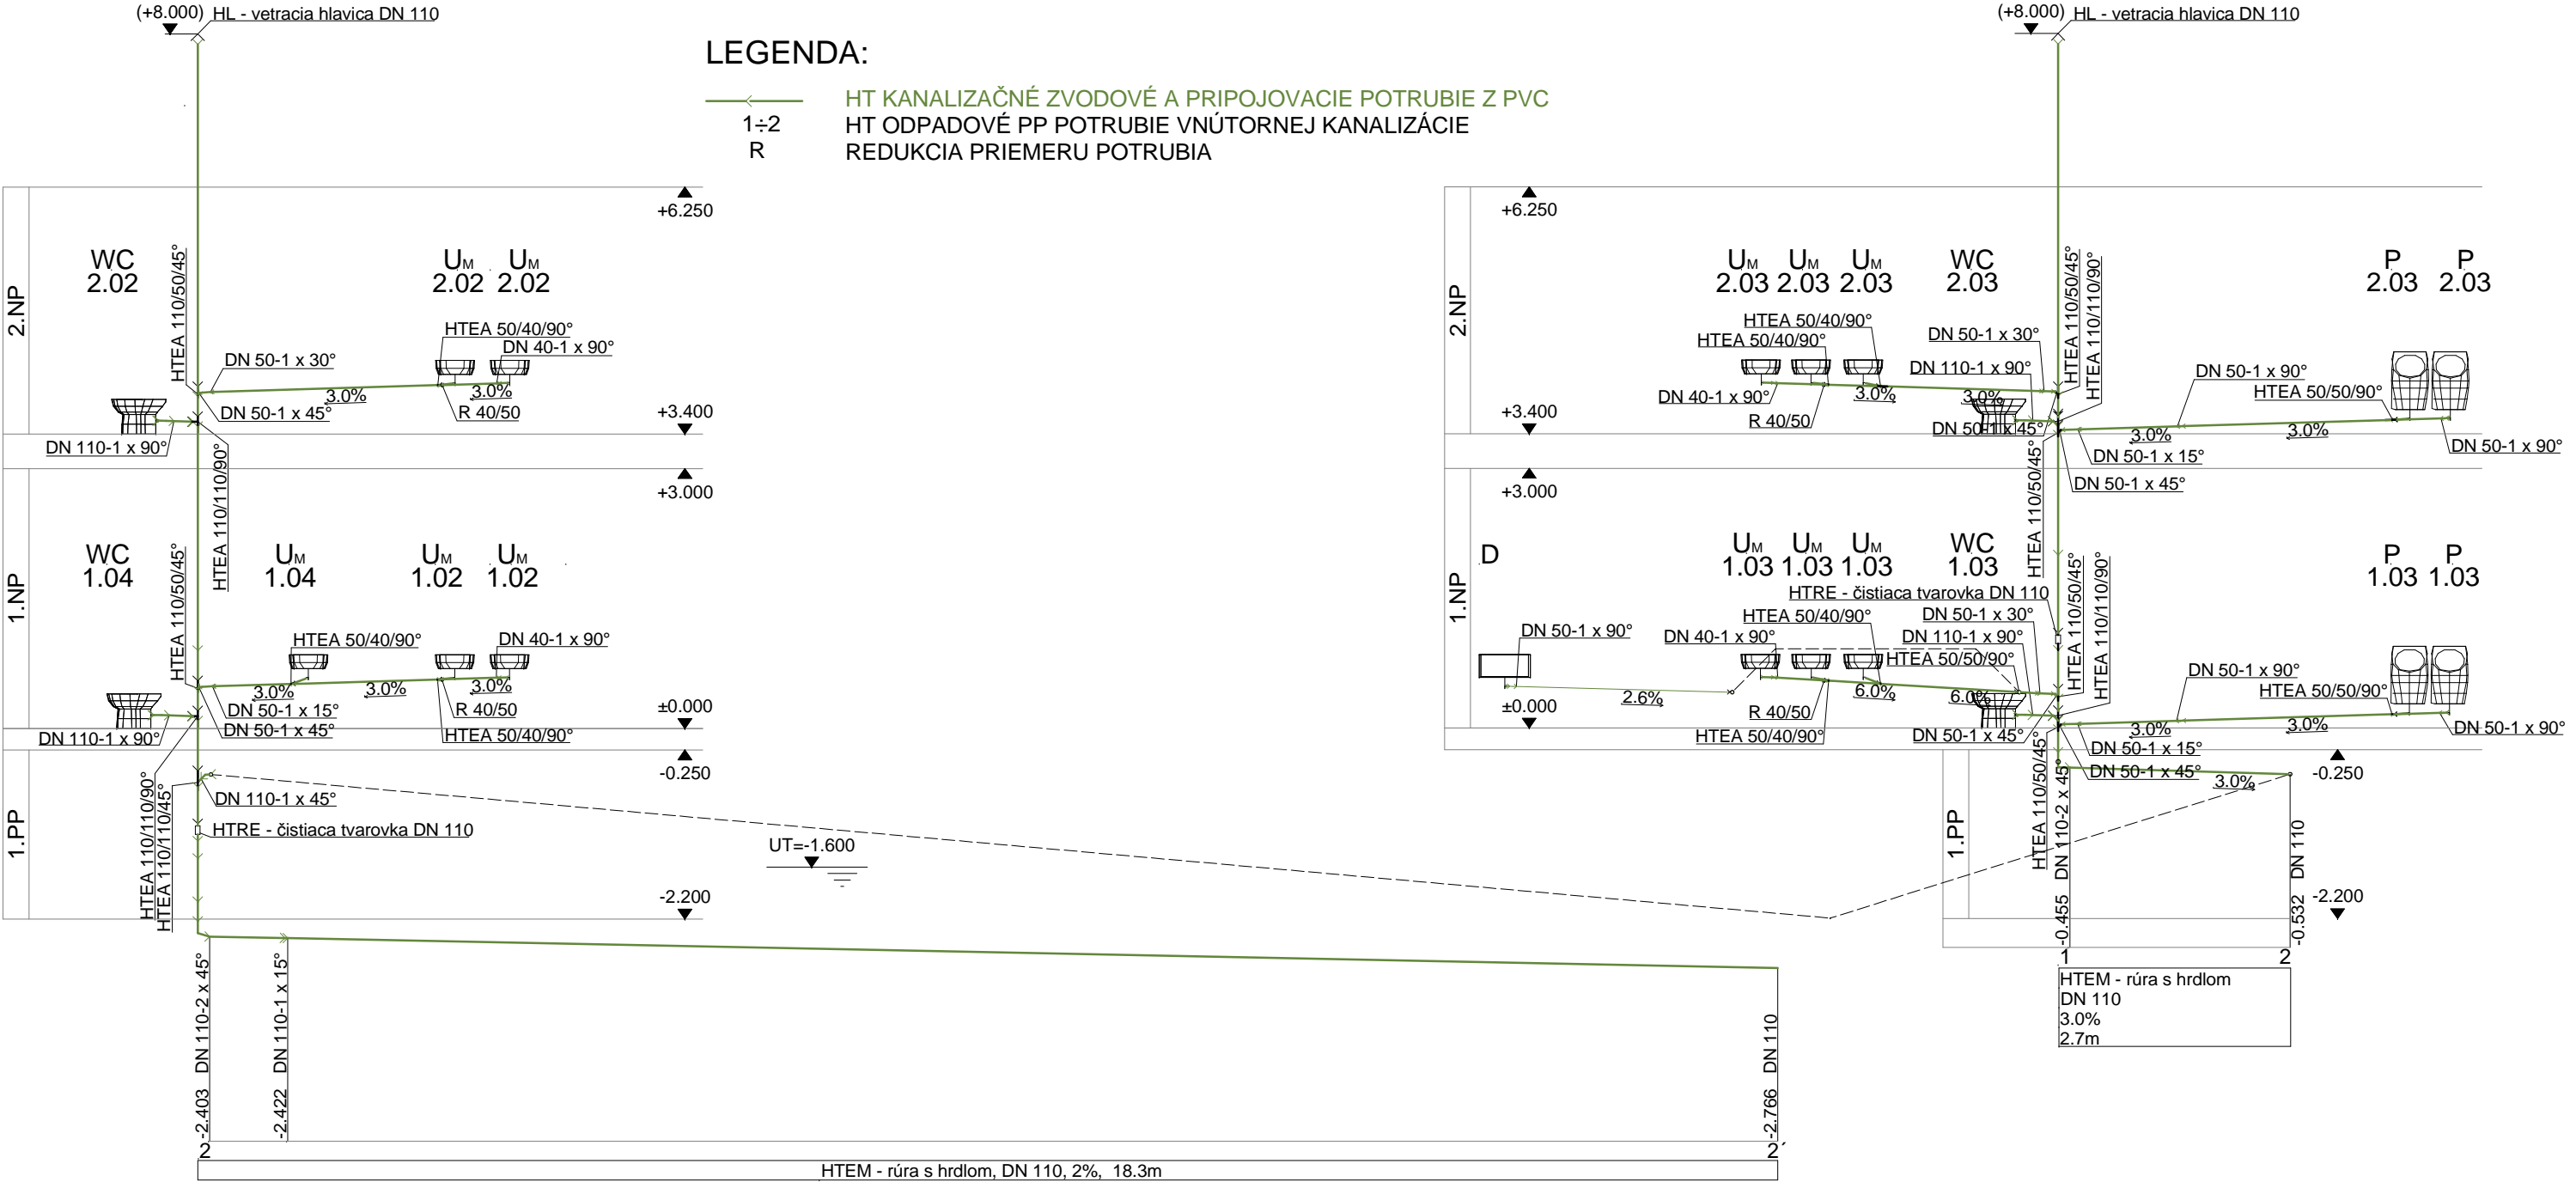 (+8.000) HL - vetracia hlavica DN 110
LEGENDA:
HT KANALIZAČNÉ ZVODOVÉ A PRIPOJOVACIE POTRUBIE Z PVC
1÷2 HT ODPADOVÉ PP POTRUBIE VNÚTORNEJ KANALIZÁCIE
R REDUKCIA PRIEMERU POTRUBIA
2.NP
+6.250
WC 2.02
HTEA 110/50/45°
UM 2.02
UM 2.02
HTEA 50/40/90°
DN 40-1 x 90°
DN 50-1 x 30°
3.0%
3.0%
DN 50-1 x 45°
R 40/50
+3.400
DN 110-1 x 90°
HTEA 110/110/90°
1.NP
+3.000
WC 1.04
HTEA 110/50/45°
UM 1.04
UM 1.02
UM 1.02
HTEA 50/40/90°
DN 40-1 x 90°
3.0%
3.0%
3.0%
DN 50-1 x 15°
R 40/50
±0.000
DN 110-1 x 90°
DN 50-1 x 45°
HTEA 50/40/90°
1.PP
-0.250
HTEA 110/110/90°
HTEA 110/110/45°
DN 110-1 x 45°
HTRE - čistiaca tvarovka DN 110
UT=-1.600
-2.200
-2.403 DN 110-2 x 45°
-2.422 DN 110-1 x 15°
-2.766 DN 110
2
2´
HTEM - rúra s hrdlom, DN 110, 2%, 18.3m
(+8.000) HL - vetracia hlavica DN 110
2.NP
+6.250
UM 2.03
UM 2.03
UM 2.03
WC 2.03
HTEA 110/50/45°
HTEA 110/110/90°
P 2.03
P 2.03
HTEA 50/40/90°
HTEA 50/40/90°
DN 50-1 x 30°
DN 110-1 x 90°
DN 50-1 x 90°
HTEA 50/50/90°
DN 40-1 x 90°
3.0%
3.0%
+3.400
R 40/50
DN 50-1 x 45°
3.0%
3.0%
DN 50-1 x 90°
DN 50-1 x 15°
DN 50-1 x 45°
HTEA 110/50/45°
1.NP
+3.000
D
UM 1.03
UM 1.03
UM 1.03
WC 1.03
P 1.03
P 1.03
HTRE - čistiaca tvarovka DN 110
HTEA 110/50/45°
HTEA 110/110/90°
HTEA 50/40/90°
DN 50-1 x 30°
DN 50-1 x 90°
DN 40-1 x 90°
DN 110-1 x 90°
HTEA 50/50/90°
DN 50-1 x 90°
HTEA 50/50/90°
2.6%
6.0%
6.0%
±0.000
R 40/50
HTEA 50/40/90°
DN 50-1 x 45°
3.0%
3.0%
DN 50-1 x 90°
DN 50-1 x 15°
DN 50-1 x 45°
3.0%
-0.250
1.PP
HTEA 110/50/45°
-0.455 DN 110-2 x 45°
-0.532 DN 110
-2.200
1
2
HTEM - rúra s hrdlom
DN 110
3.0%
2.7m